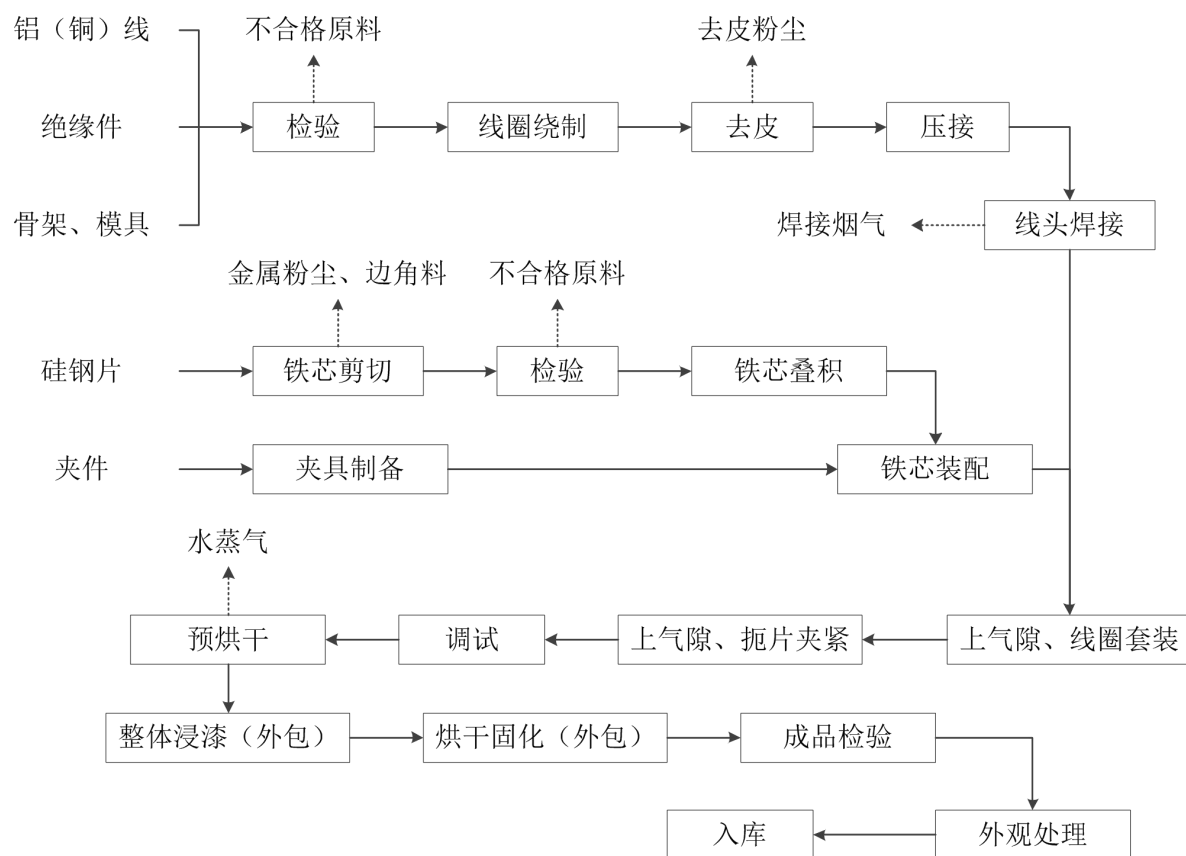 铝（铜）线
不合格原料
去皮粉尘
绝缘件
检验
线圈绕制
去皮
压接
骨架、模具
焊接烟气
线头焊接
金属粉尘、边角料
不合格原料
硅钢片
铁芯剪切
检验
铁芯叠积
夹件
夹具制备
铁芯装配
水蒸气
预烘干
调试
上气隙、扼片夹紧
上气隙、线圈套装
整体浸漆（外包）
烘干固化（外包）
成品检验
入库
外观处理